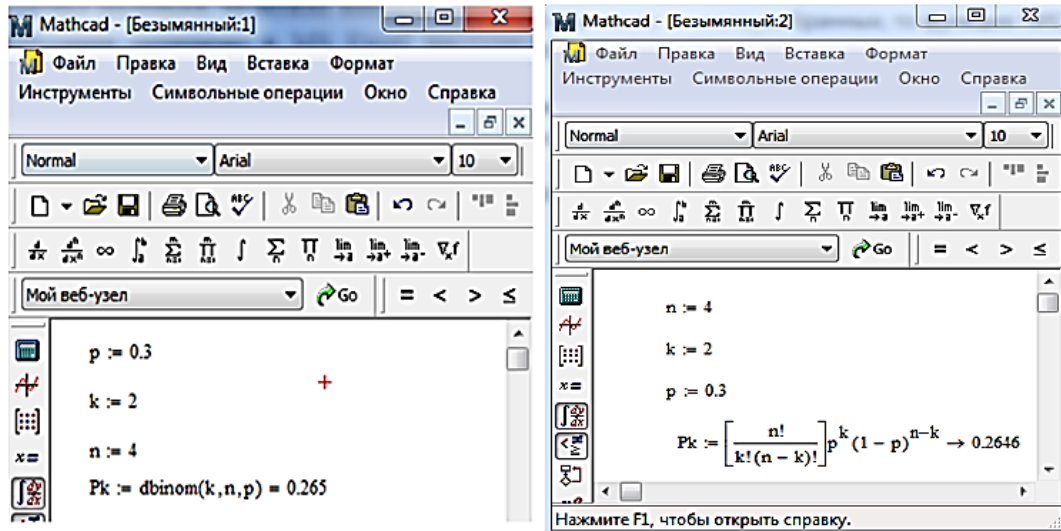 Mathcad - [Безымянный:1]
Файл Правка Вид Вставка Формат
Инструменты Символьные операции Окно Справка
Normal Arial 10
Мой веб-узел Go = < > ≤
p := 0.3
k := 2
n := 4
Pk := dbinom(k,n,p) = 0.265
Mathcad - [Безымянный:2]
Файл Правка Вид Вставка Формат
Инструменты Символьные операции Окно Справка
Normal Arial 10
Мой веб-узел Go = < > ≤
n := 4
k := 2
p := 0.3
Pk := [n! / k!(n − k)!] p^k (1 − p)^(n−k) → 0.2646
Нажмите F1, чтобы открыть справку.